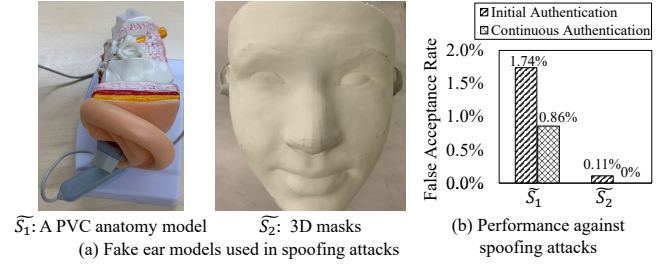 Initial Authentication
Continuous Authentication
False Acceptance Rate
2.0%
1.5%
1.0%
0.5%
0.0%
1.74%
0.86%
0.11%
0%
S̃₁
S̃₂
S̃₁: A PVC anatomy model
S̃₂: 3D masks
(a) Fake ear models used in spoofing attacks
(b) Performance against
spoofing attacks